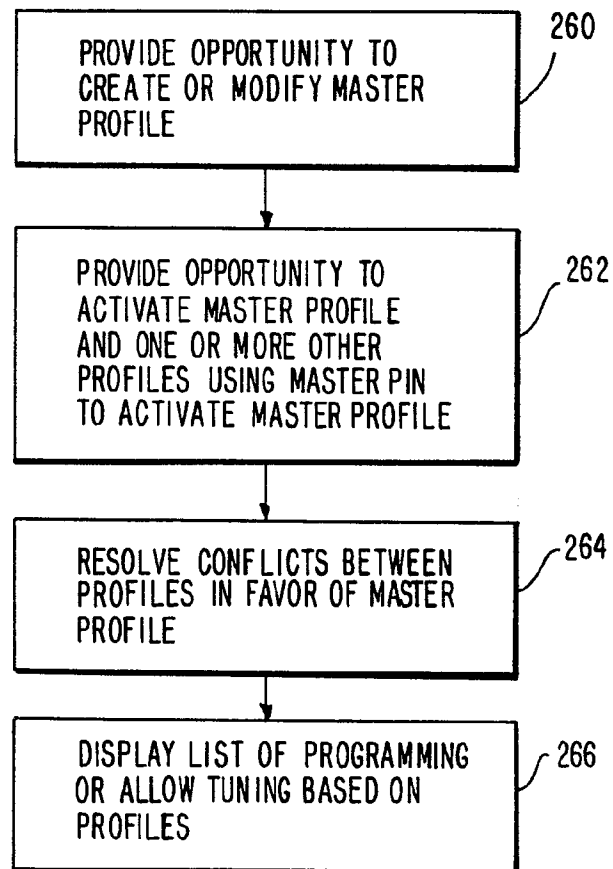 260
PROVIDE OPPORTUNITY TO
CREATE OR MODIFY MASTER
PROFILE
262
PROVIDE OPPORTUNITY TO
ACTIVATE MASTER PROFILE
AND ONE OR MORE OTHER
PROFILES USING MASTER PIN
TO ACTIVATE MASTER PROFILE
264
RESOLVE CONFLICTS BETWEEN
PROFILES IN FAVOR OF MASTER
PROFILE
266
DISPLAY LIST OF PROGRAMMING
OR ALLOW TUNING BASED ON
PROFILES